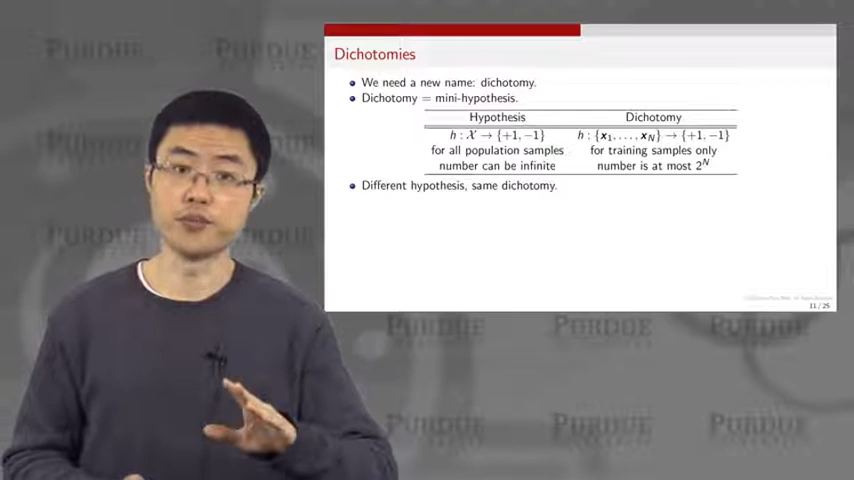 Dichotomies
We need a new name: dichotomy.
Dichotomy = mini-hypothesis.
Hypothesis Dichotomy
h : 𝒳 → {+1, −1} h : {x₁, . . . , x_N} → {+1, −1}
for all population samples for training samples only
number can be infinite number is at most 2^N
Different hypothesis, same dichotomy.
11 / 25
PURDUE
PURDUE
PURDUE
PURDUE
PURDUE
PURDUE
PURDUE
PURDUE